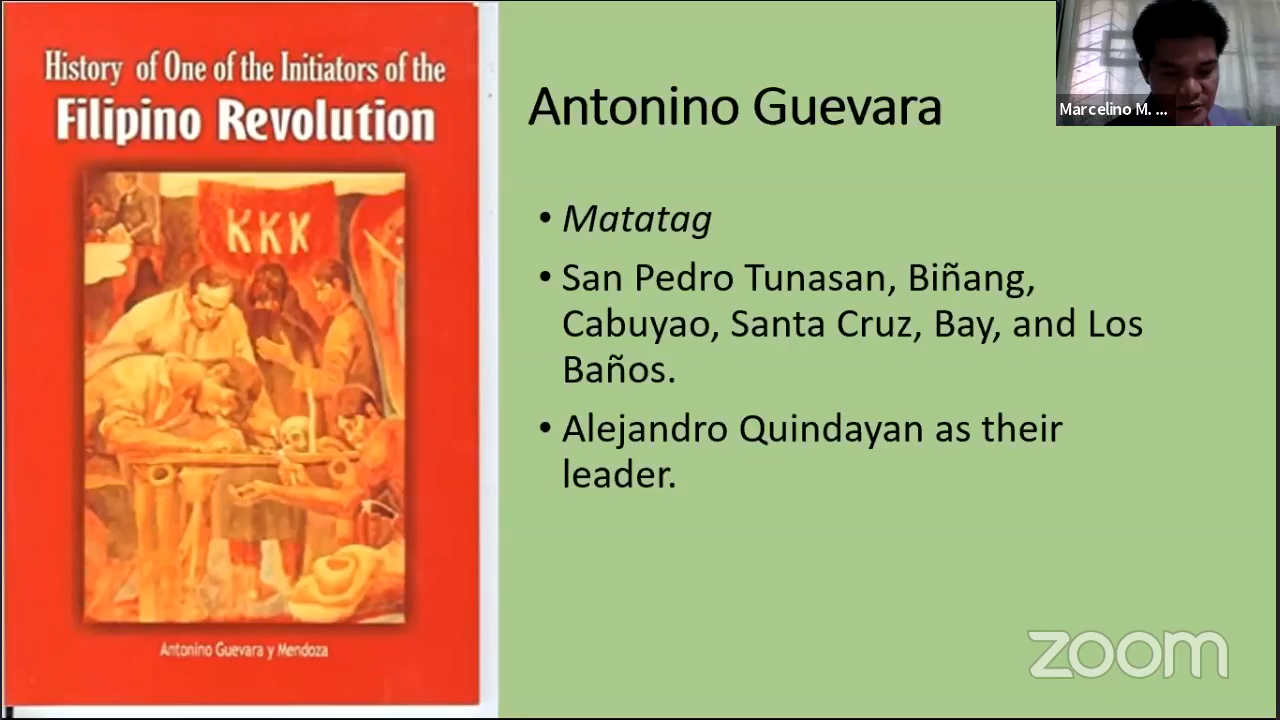 History of One of the Initiators of the
Filipino Revolution
KKK
Antonino Guevara y Mendoza
Antonino Guevara
• Matatag
• San Pedro Tunasan, Biñang,
Cabuyao, Santa Cruz, Bay, and Los
Baños.
• Alejandro Quindayan as their
leader.
Marcelino M. ...
zoom